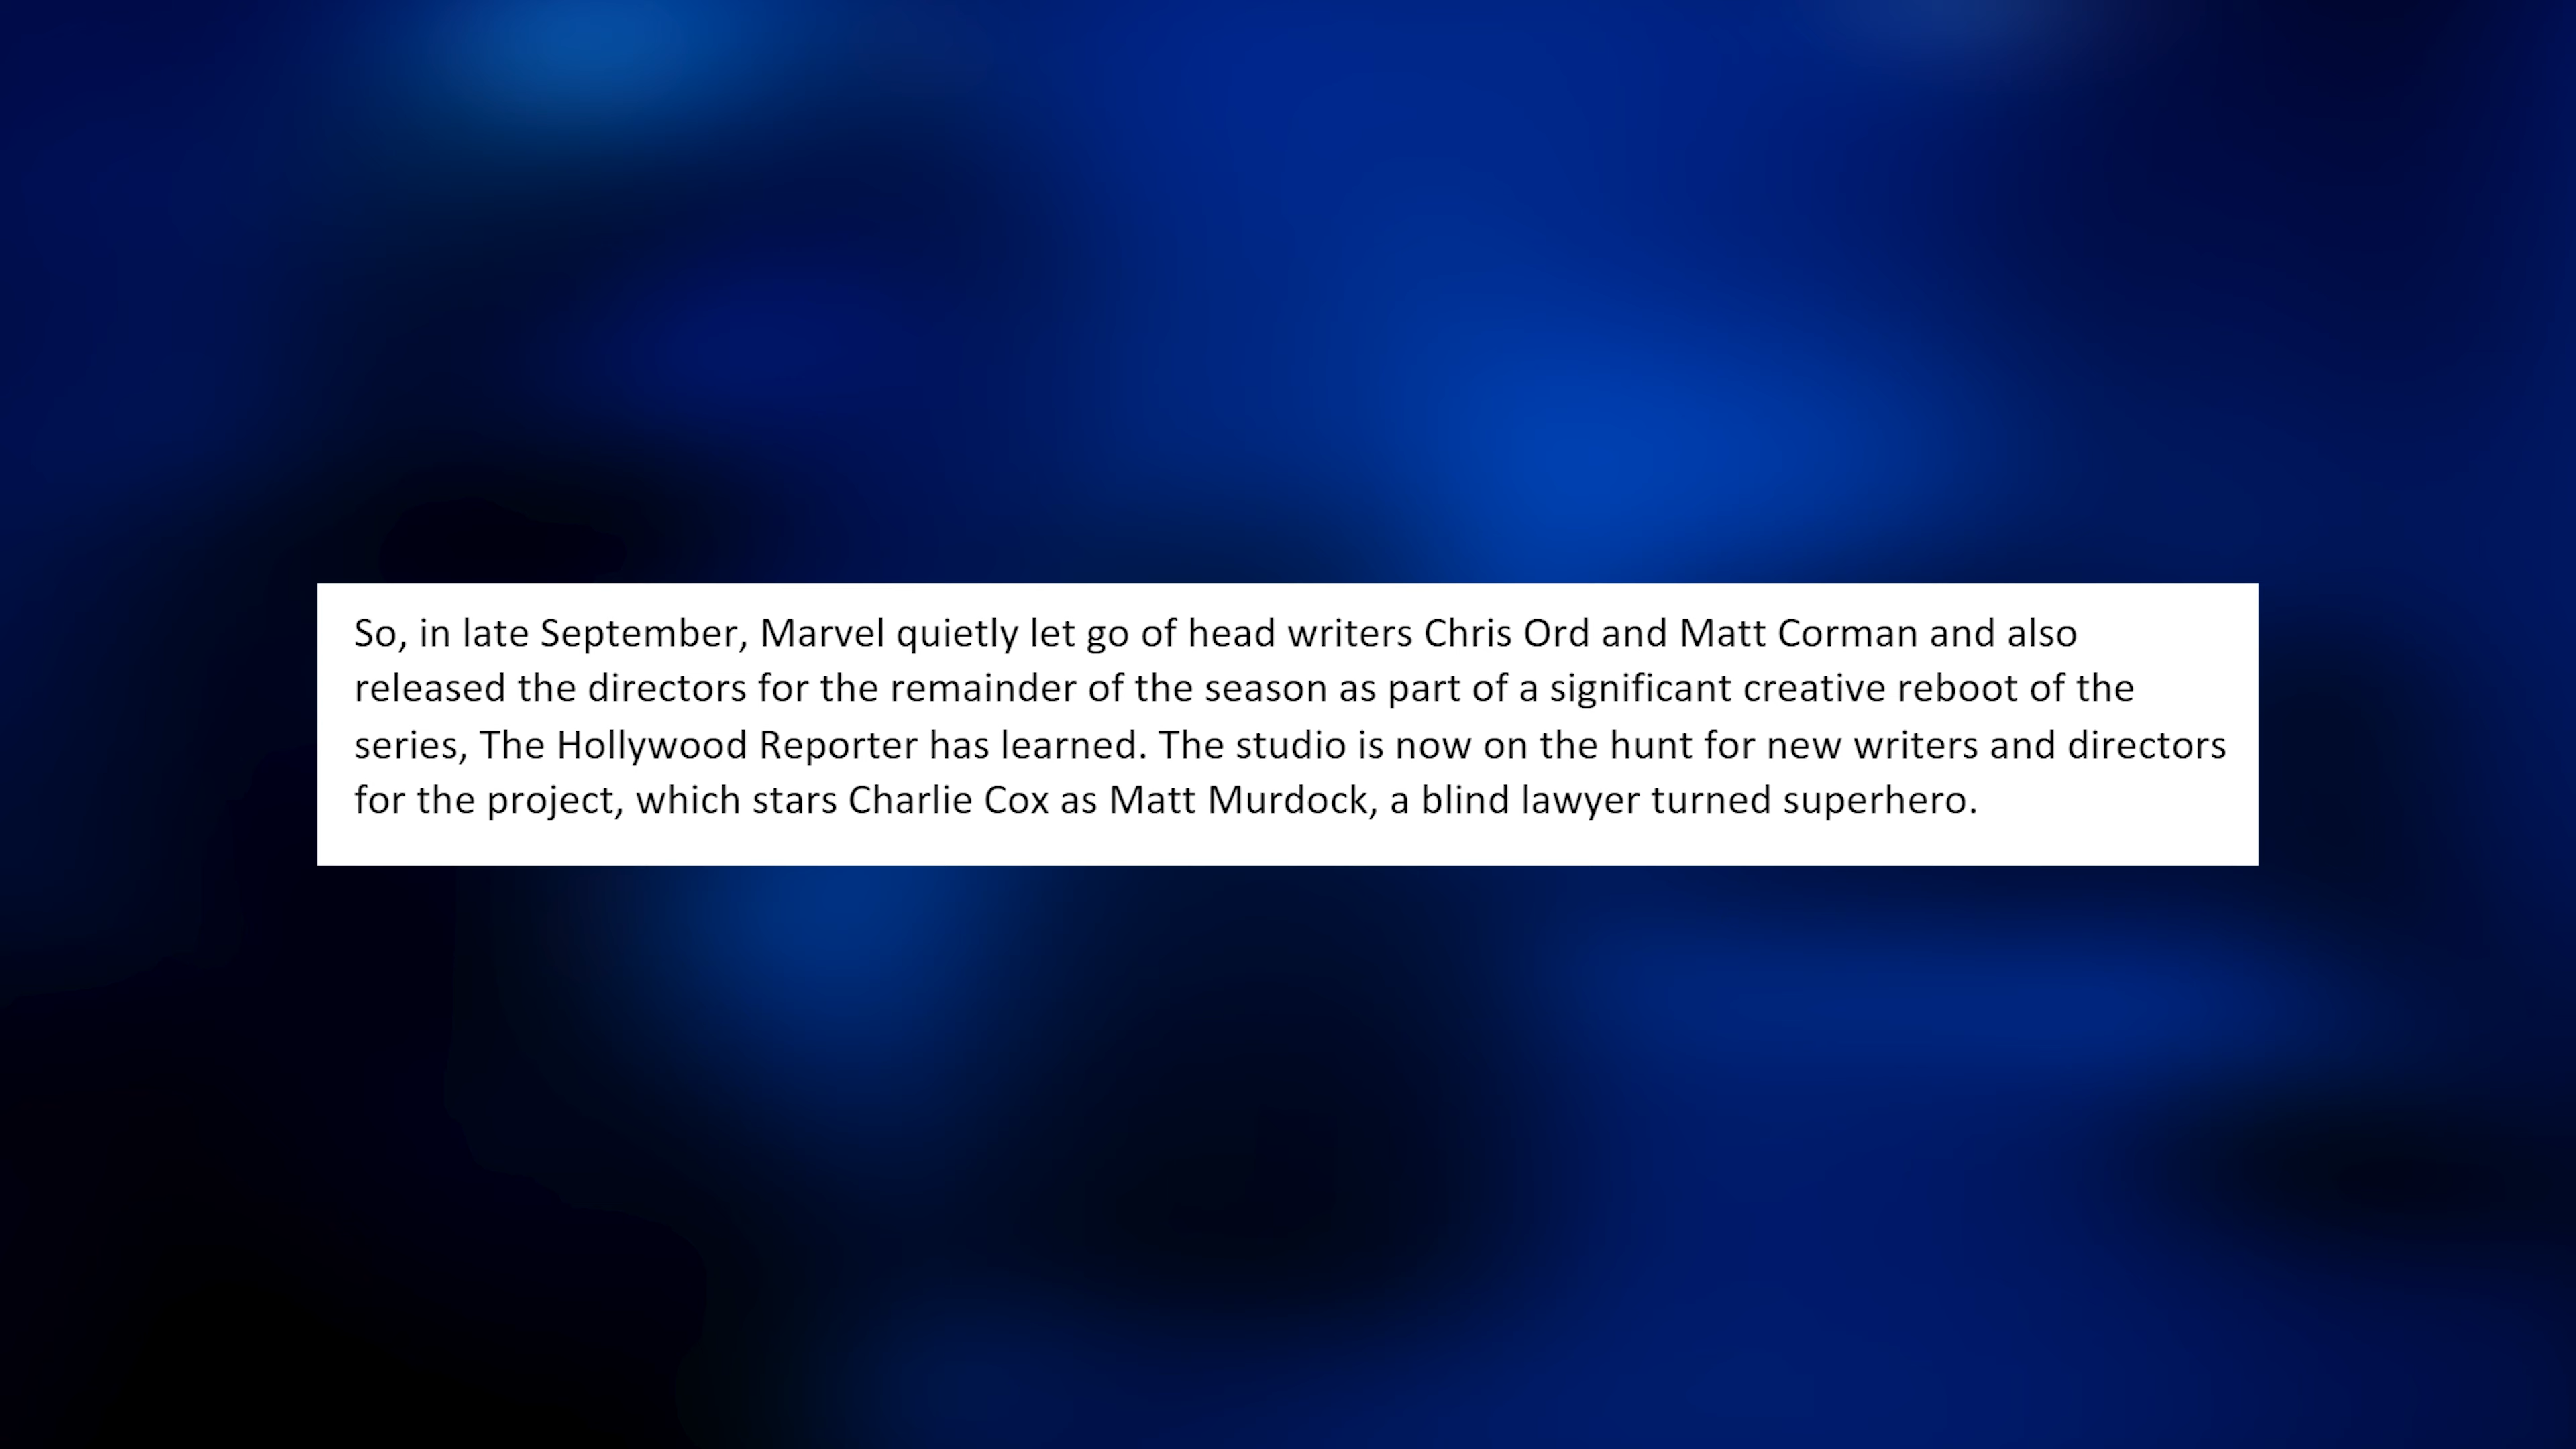 So, in late September, Marvel quietly let go of head writers Chris Ord and Matt Corman and also
released the directors for the remainder of the season as part of a significant creative reboot of the
series, The Hollywood Reporter has learned. The studio is now on the hunt for new writers and directors
for the project, which stars Charlie Cox as Matt Murdock, a blind lawyer turned superhero.